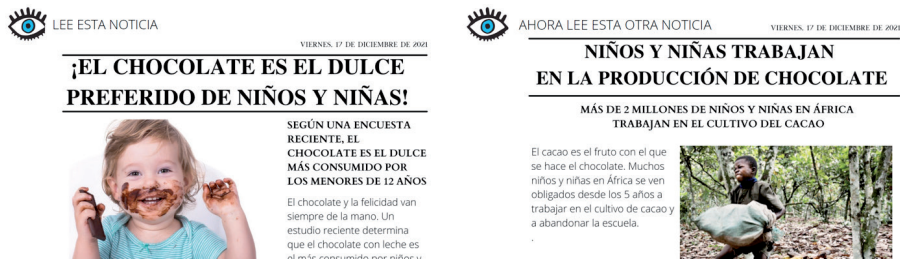 LEE ESTA NOTICIA
VIERNES, 17 DE DICIEMBRE DE 2021
¡EL CHOCOLATE ES EL DULCE
PREFERIDO DE NIÑOS Y NIÑAS!
SEGÚN UNA ENCUESTA
RECIENTE, EL
CHOCOLATE ES EL DULCE
MÁS CONSUMIDO POR
LOS MENORES DE 12 AÑOS
El chocolate y la felicidad van
siempre de la mano. Un
estudio reciente determina
que el chocolate con leche es
el más consumido por niños y
AHORA LEE ESTA OTRA NOTICIA
VIERNES, 17 DE DICIEMBRE DE 2021
NIÑOS Y NIÑAS TRABAJAN
EN LA PRODUCCIÓN DE CHOCOLATE
MÁS DE 2 MILLONES DE NIÑOS Y NIÑAS EN ÁFRICA
TRABAJAN EN EL CULTIVO DEL CACAO
El cacao es el fruto con el que
se hace el chocolate. Muchos
niños y niñas en África se ven
obligados desde los 5 años a
trabajar en el cultivo de cacao y
a abandonar la escuela.
.